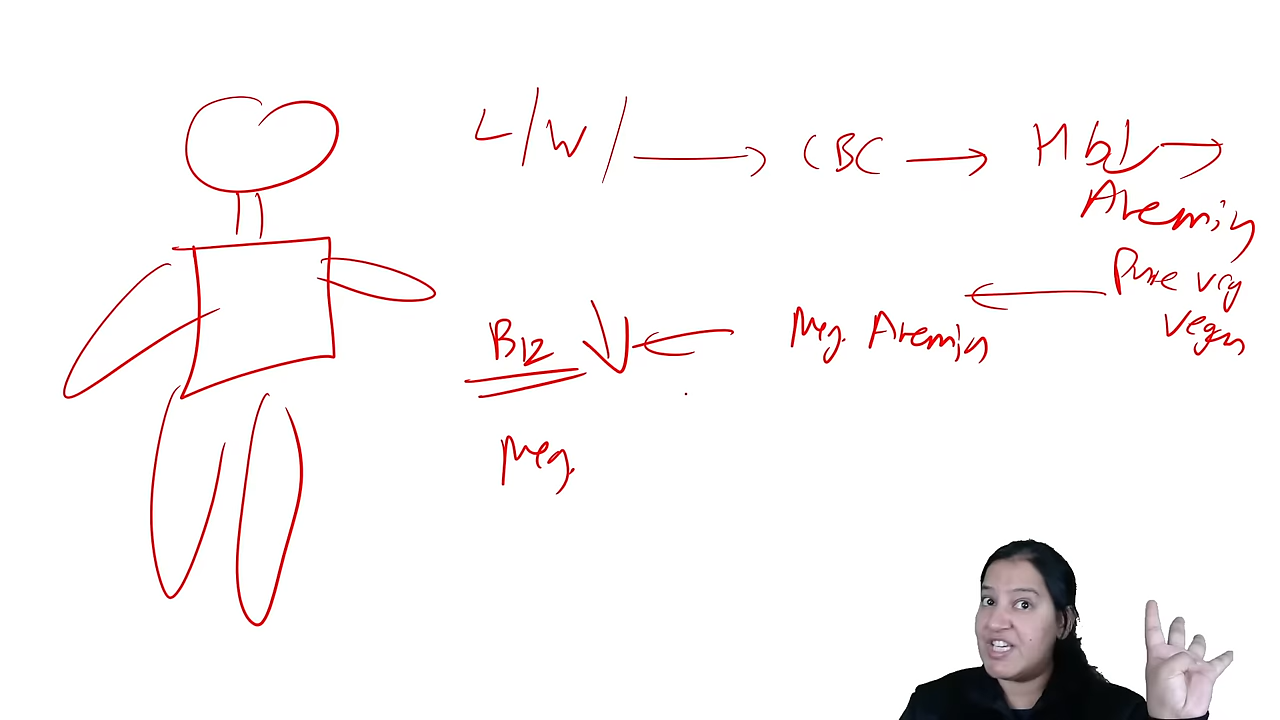 L/W/ → CBC → Hb↓ →
Anemia
Pure veg
Vegan
B12 ↓ ← Meg. Anemia ←
Meg.